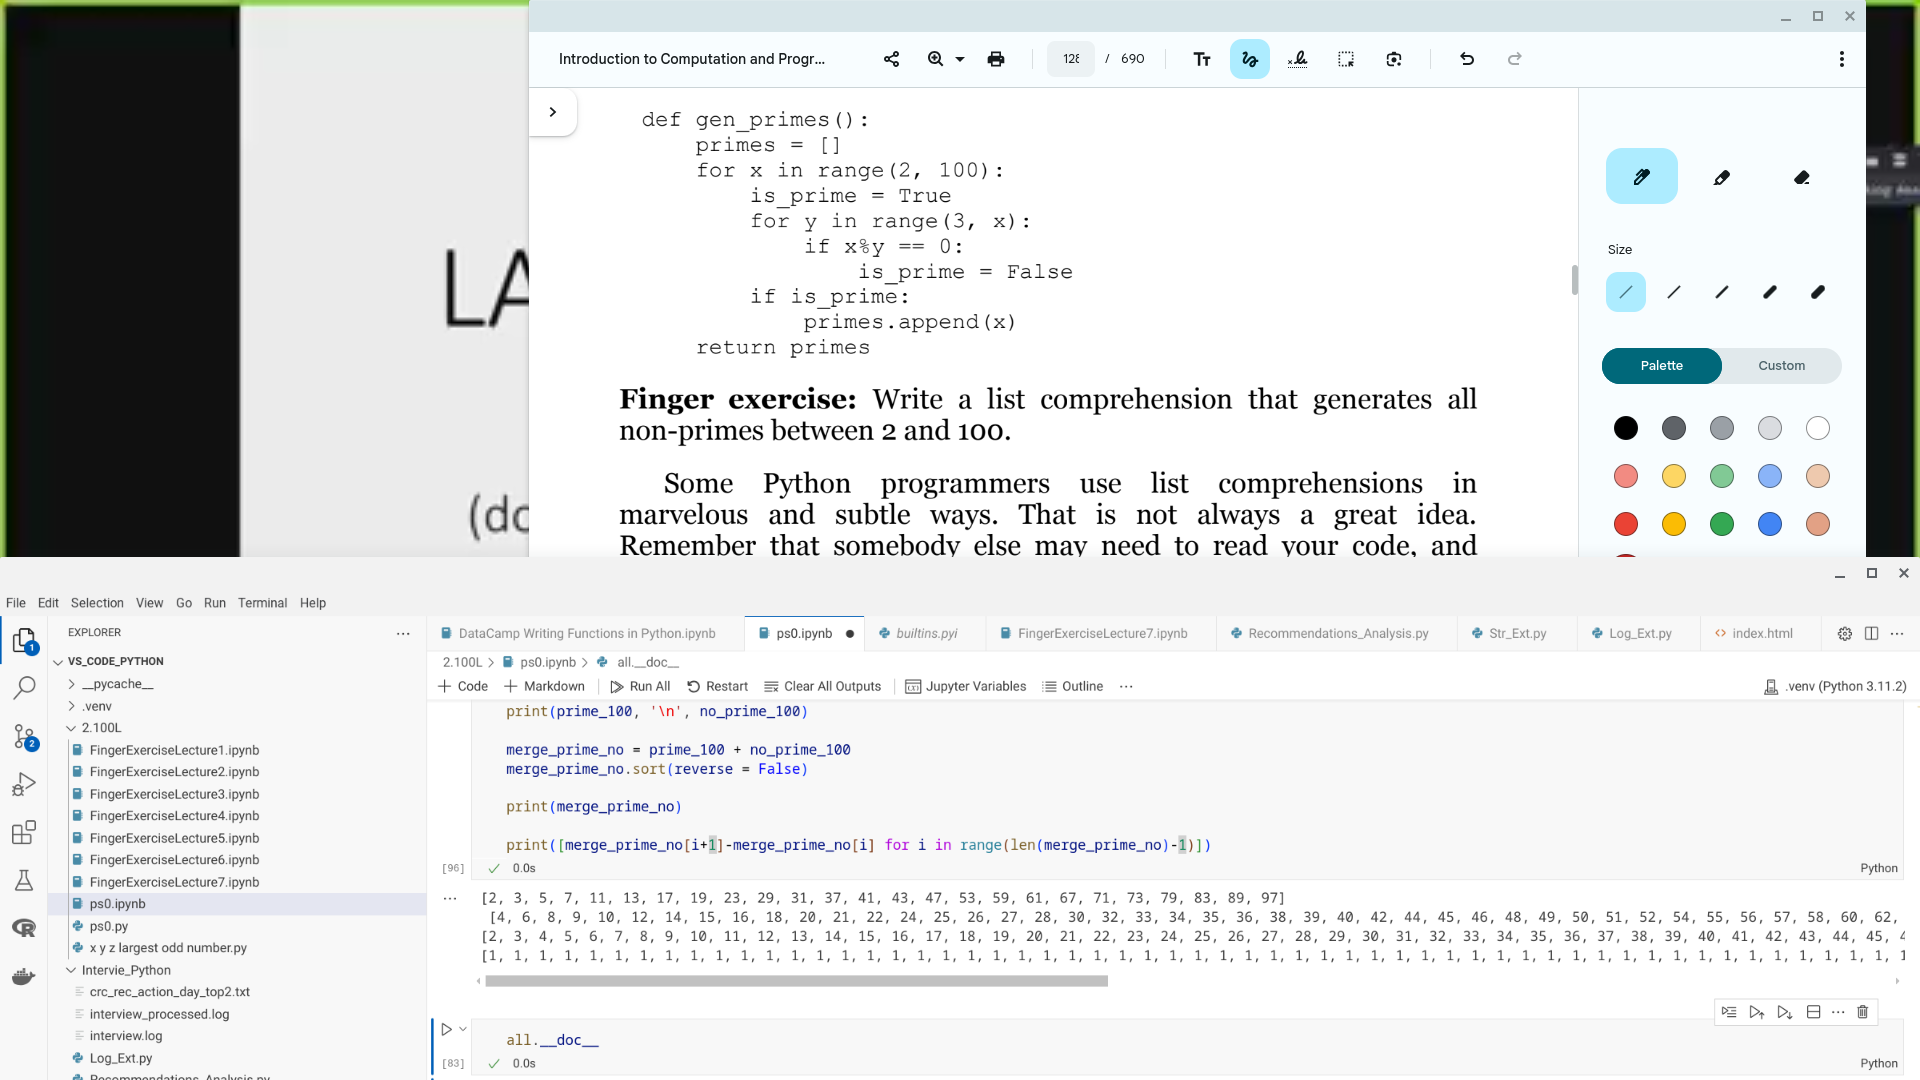 LA
(do
Introduction to Computation and Progr...
128 / 690
def gen_primes():
    primes = []
    for x in range(2, 100):
        is_prime = True
        for y in range(3, x):
            if x%y == 0:
                is_prime = False
        if is_prime:
            primes.append(x)
    return primes
Finger exercise: Write a list comprehension that generates all
non-primes between 2 and 100.
Some Python programmers use list comprehensions in
marvelous and subtle ways. That is not always a great idea.
Remember that somebody else may need to read your code, and
Size
Palette Custom
File Edit Selection View Go Run Terminal Help
EXPLORER
VS_CODE_PYTHON
__pycache__
.venv
2.100L
FingerExerciseLecture1.ipynb
FingerExerciseLecture2.ipynb
FingerExerciseLecture3.ipynb
FingerExerciseLecture4.ipynb
FingerExerciseLecture5.ipynb
FingerExerciseLecture6.ipynb
FingerExerciseLecture7.ipynb
ps0.ipynb
ps0.py
x y z largest odd number.py
Intervie_Python
crc_rec_action_day_top2.txt
interview_processed.log
interview.log
Log_Ext.py
Recommendations_Analysis.py
1
2
DataCamp Writing Functions in Python.ipynb ps0.ipynb builtins.pyi FingerExerciseLecture7.ipynb Recommendations_Analysis.py Str_Ext.py Log_Ext.py index.html
2.100L > ps0.ipynb > all.__doc__
+ Code + Markdown Run All Restart Clear All Outputs Jupyter Variables Outline ... .venv (Python 3.11.2)
print(prime_100, '\n', no_prime_100)
merge_prime_no = prime_100 + no_prime_100
merge_prime_no.sort(reverse = False)
print(merge_prime_no)
print([merge_prime_no[i+1]-merge_prime_no[i] for i in range(len(merge_prime_no)-1)])
[96] 0.0s Python
[2, 3, 5, 7, 11, 13, 17, 19, 23, 29, 31, 37, 41, 43, 47, 53, 59, 61, 67, 71, 73, 79, 83, 89, 97]
[4, 6, 8, 9, 10, 12, 14, 15, 16, 18, 20, 21, 22, 24, 25, 26, 27, 28, 30, 32, 33, 34, 35, 36, 38, 39, 40, 42, 44, 45, 46, 48, 49, 50, 51, 52, 54, 55, 56, 57, 58, 60, 62,
[2, 3, 4, 5, 6, 7, 8, 9, 10, 11, 12, 13, 14, 15, 16, 17, 18, 19, 20, 21, 22, 23, 24, 25, 26, 27, 28, 29, 30, 31, 32, 33, 34, 35, 36, 37, 38, 39, 40, 41, 42, 43, 44, 45, 4
[1, 1, 1, 1, 1, 1, 1, 1, 1, 1, 1, 1, 1, 1, 1, 1, 1, 1, 1, 1, 1, 1, 1, 1, 1, 1, 1, 1, 1, 1, 1, 1, 1, 1, 1, 1, 1, 1, 1, 1, 1, 1, 1, 1, 1, 1, 1, 1, 1, 1, 1, 1, 1, 1, 1, 1, 1
all.__doc__
[83] 0.0s Python